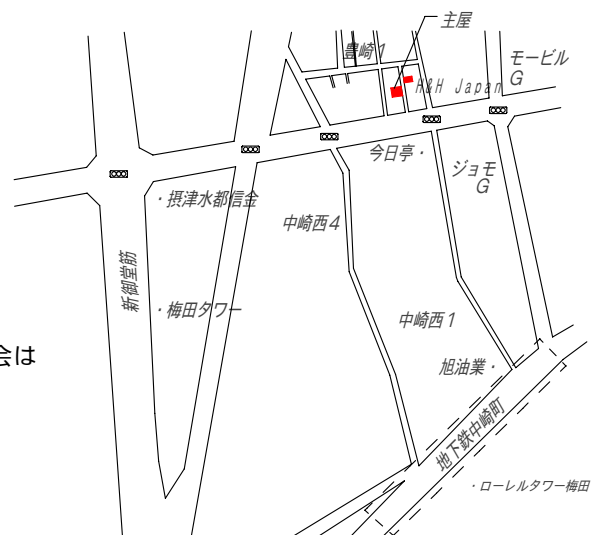 主屋
豊崎1
モービル
G
H&H Japan
今日亭・
ジョモ
G
・摂津水都信金
中崎西4
新御堂筋
・梅田タワー
中崎西1
会は
旭油業・
地下鉄中崎町
・ローレルタワー梅田